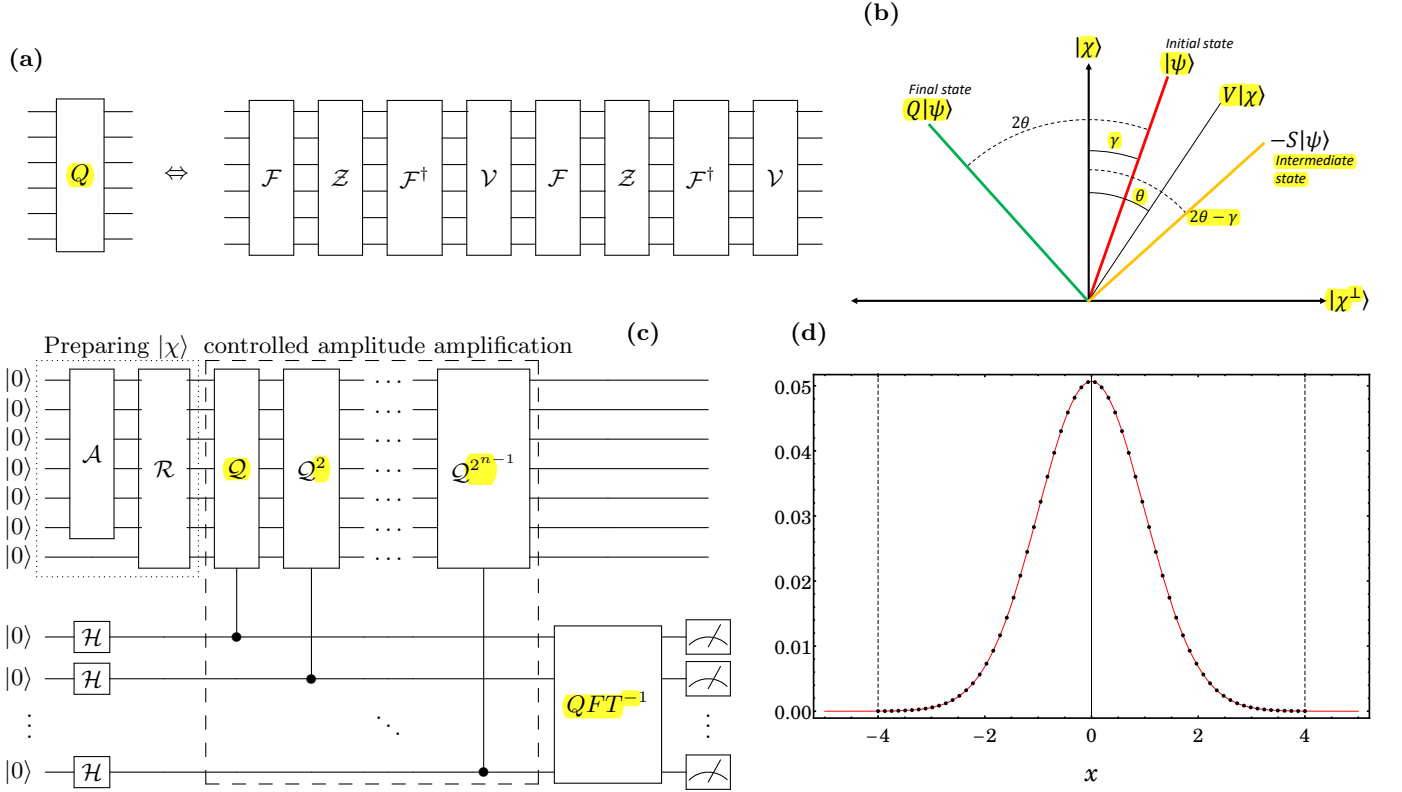 (a)
Q ⇔ ℱ 𝒵 ℱ† 𝒱 ℱ 𝒵 ℱ† 𝒱
(b)
|χ⟩
Initial state
|ψ⟩
Final state
Q|ψ⟩
V|χ⟩
2θ
γ
−S|ψ⟩
Intermediate
state
θ
2θ − γ
|χ⊥⟩
(c)
Preparing |χ⟩ controlled amplitude amplification
|0⟩
|0⟩
|0⟩
|0⟩
|0⟩
|0⟩
|0⟩
𝒜 ℛ 𝒬 𝒬² ⋯ 𝒬^2^n−1
|0⟩ ℋ
|0⟩ ℋ
⋮ ⋱ ⋮
|0⟩ ℋ
QFT⁻¹
(d)
0.05
0.04
0.03
0.02
0.01
0.00
−4 −2 0 2 4
x